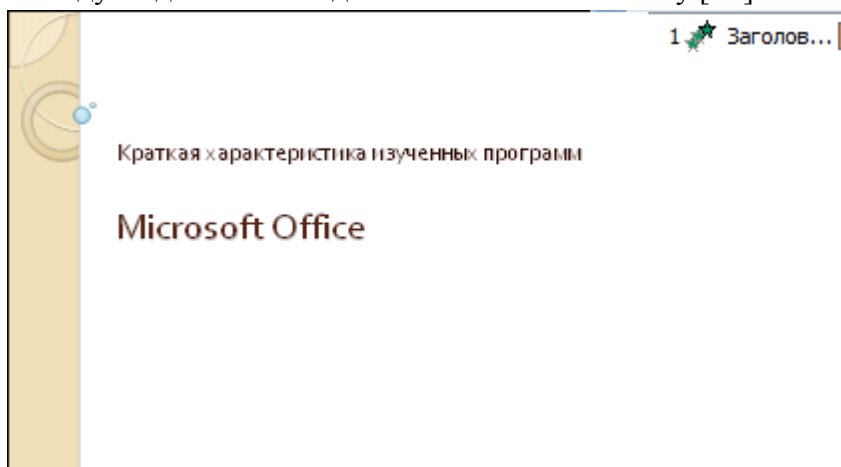 1 Заголов...
Краткая характеристика изученных программ
Microsoft Office